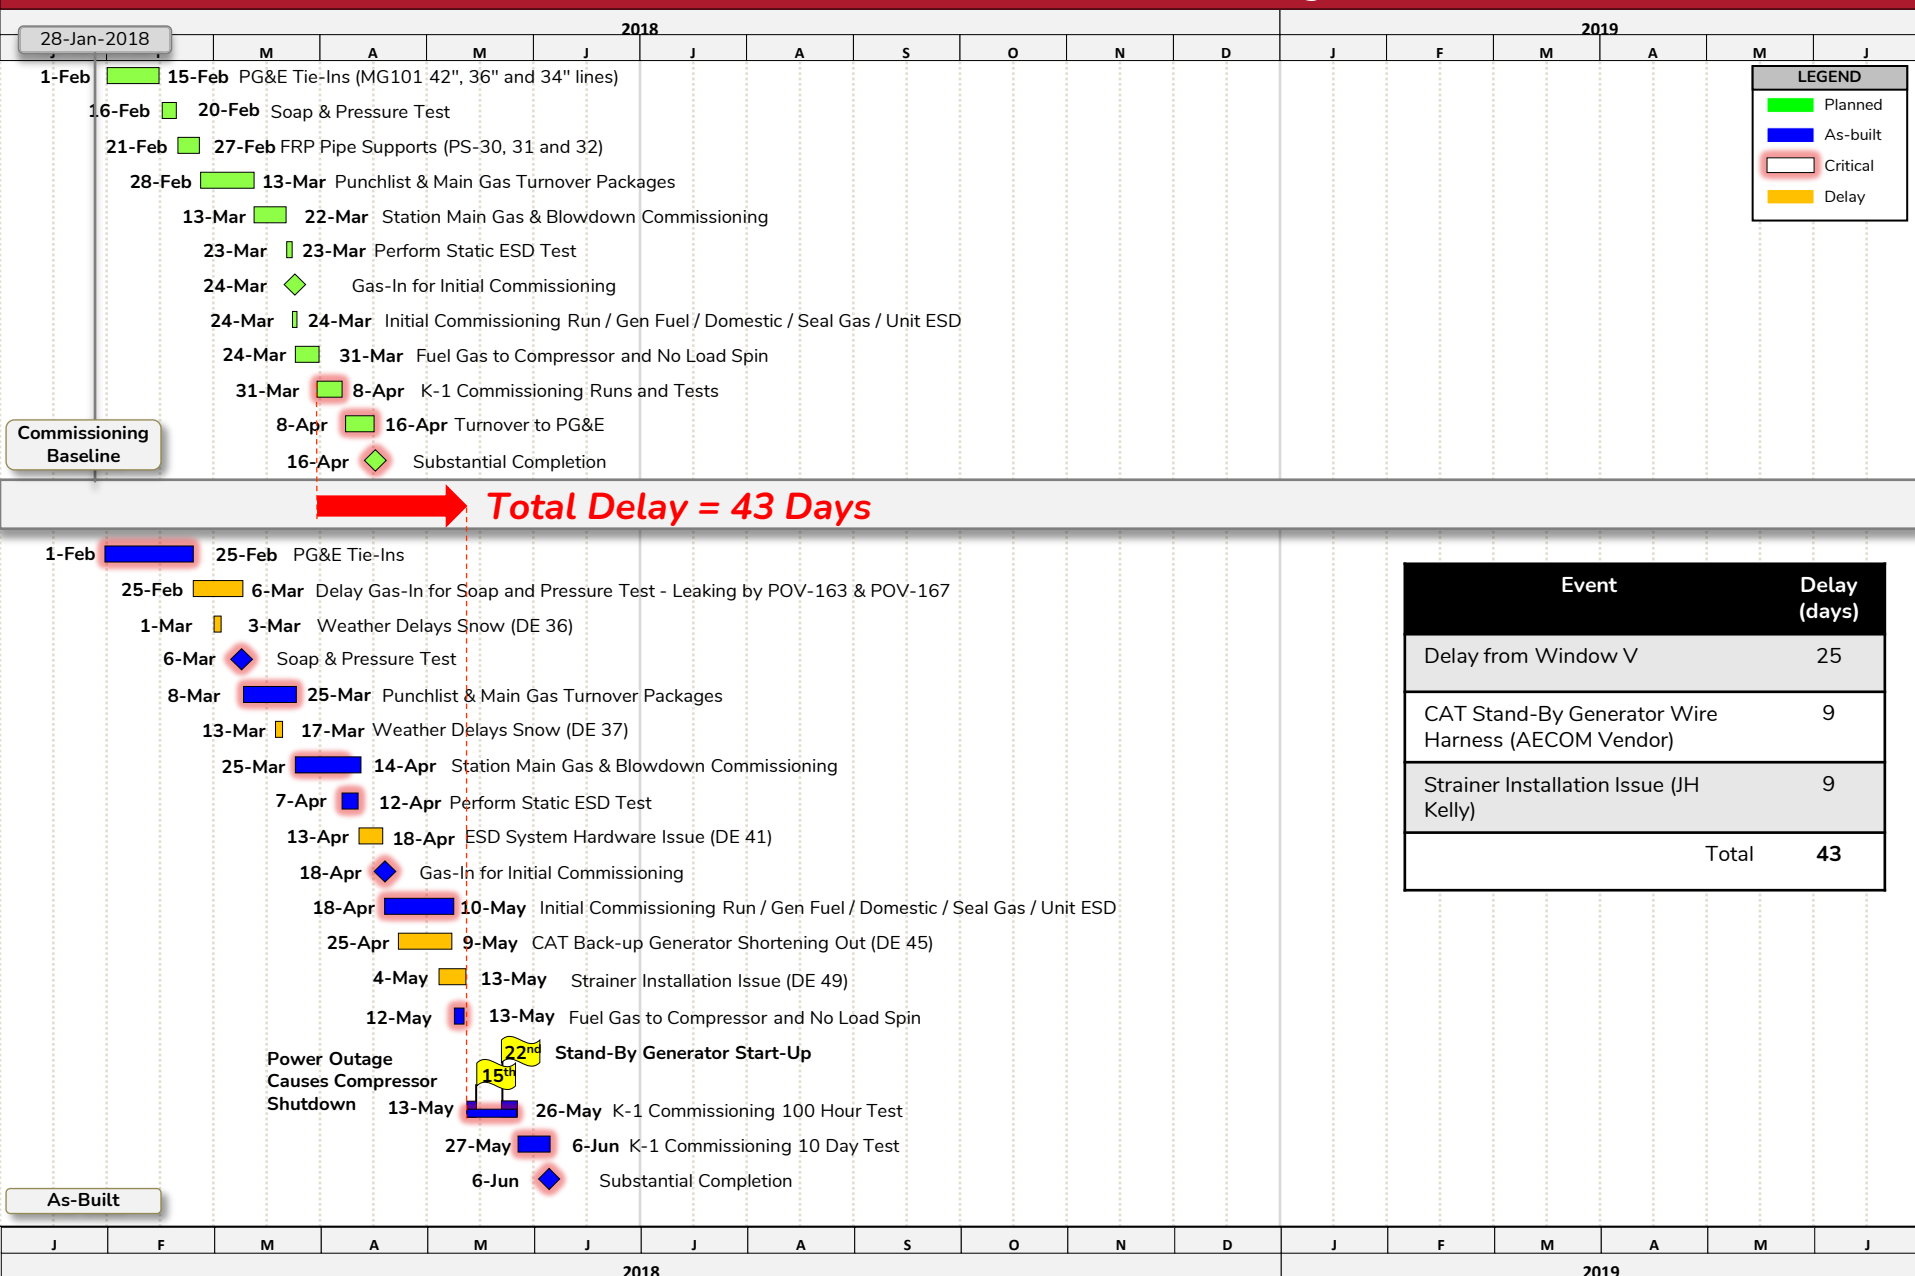 2018
2019
28-Jan-2018
M A M J J A S O N D J F M A M J
1-Feb 15-Feb PG&E Tie-Ins (MG101 42", 36" and 34" lines)
16-Feb 20-Feb Soap & Pressure Test
21-Feb 27-Feb FRP Pipe Supports (PS-30, 31 and 32)
28-Feb 13-Mar Punchlist & Main Gas Turnover Packages
13-Mar 22-Mar Station Main Gas & Blowdown Commissioning
23-Mar 23-Mar Perform Static ESD Test
24-Mar Gas-In for Initial Commissioning
24-Mar 24-Mar Initial Commissioning Run / Gen Fuel / Domestic / Seal Gas / Unit ESD
24-Mar 31-Mar Fuel Gas to Compressor and No Load Spin
31-Mar 8-Apr K-1 Commissioning Runs and Tests
8-Apr 16-Apr Turnover to PG&E
16-Apr Substantial Completion
Commissioning
Baseline
LEGEND
Planned
As-built
Critical
Delay
Total Delay = 43 Days
1-Feb 25-Feb PG&E Tie-Ins
25-Feb 6-Mar Delay Gas-In for Soap and Pressure Test - Leaking by POV-163 & POV-167
1-Mar 3-Mar Weather Delays Snow (DE 36)
6-Mar Soap & Pressure Test
8-Mar 25-Mar Punchlist & Main Gas Turnover Packages
13-Mar 17-Mar Weather Delays Snow (DE 37)
25-Mar 14-Apr Station Main Gas & Blowdown Commissioning
7-Apr 12-Apr Perform Static ESD Test
13-Apr 18-Apr ESD System Hardware Issue (DE 41)
18-Apr Gas-In for Initial Commissioning
18-Apr 10-May Initial Commissioning Run / Gen Fuel / Domestic / Seal Gas / Unit ESD
25-Apr 9-May CAT Back-up Generator Shortening Out (DE 45)
4-May 13-May Strainer Installation Issue (DE 49)
12-May 13-May Fuel Gas to Compressor and No Load Spin
22nd Stand-By Generator Start-Up
Power Outage
Causes Compressor
Shutdown
15th
13-May 26-May K-1 Commissioning 100 Hour Test
27-May 6-Jun K-1 Commissioning 10 Day Test
6-Jun Substantial Completion
As-Built
Event Delay
(days)
Delay from Window V 25
CAT Stand-By Generator Wire 9
Harness (AECOM Vendor)
Strainer Installation Issue (JH 9
Kelly)
Total 43
J F M A M J J A S O N D J F M A M J
2018
2019